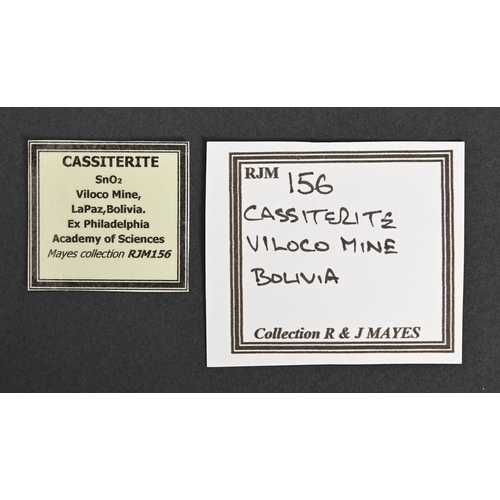 CASSITERITE
SnO₂
Viloco Mine,
LaPaz,Bolivia.
Ex Philadelphia
Academy of Sciences
Mayes collection RJM156
RJM 156
CASSITERITE
VILOCO MINE
BOLIVIA
Collection R & J MAYES